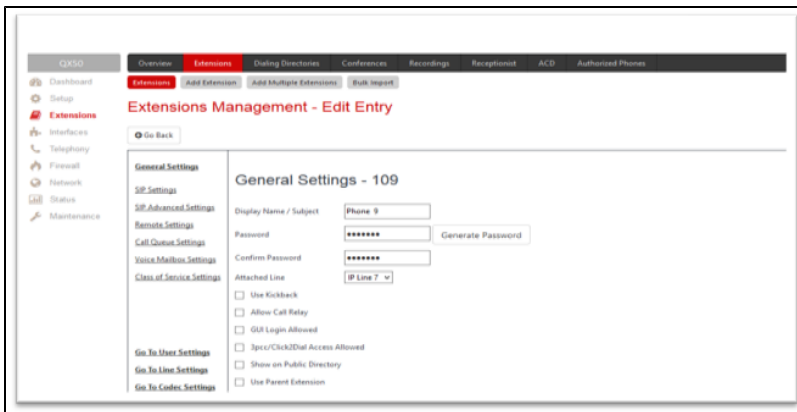 QX50
Overview Extensions Dialing Directories Conferences Recordings Receptionist ACD Authorized Phones
Dashboard
Setup
Extensions
Interfaces
Telephony
Firewall
Network
Status
Maintenance
Extensions Add Extension Add Multiple Extensions Bulk Import
Extensions Management - Edit Entry
Go Back
General Settings
SIP Settings
SIP Advanced Settings
Remote Settings
Call Queue Settings
Voice Mailbox Settings
Class of Service Settings
Go To User Settings
Go To Line Settings
Go To Codec Settings
General Settings - 109
Display Name / Subject Phone 9
Password ••••••• Generate Password
Confirm Password •••••••
Attached Line IP Line 7
Use Kickback
Allow Call Relay
GUI Login Allowed
3pcc/Click2Dial Access Allowed
Show on Public Directory
Use Parent Extension